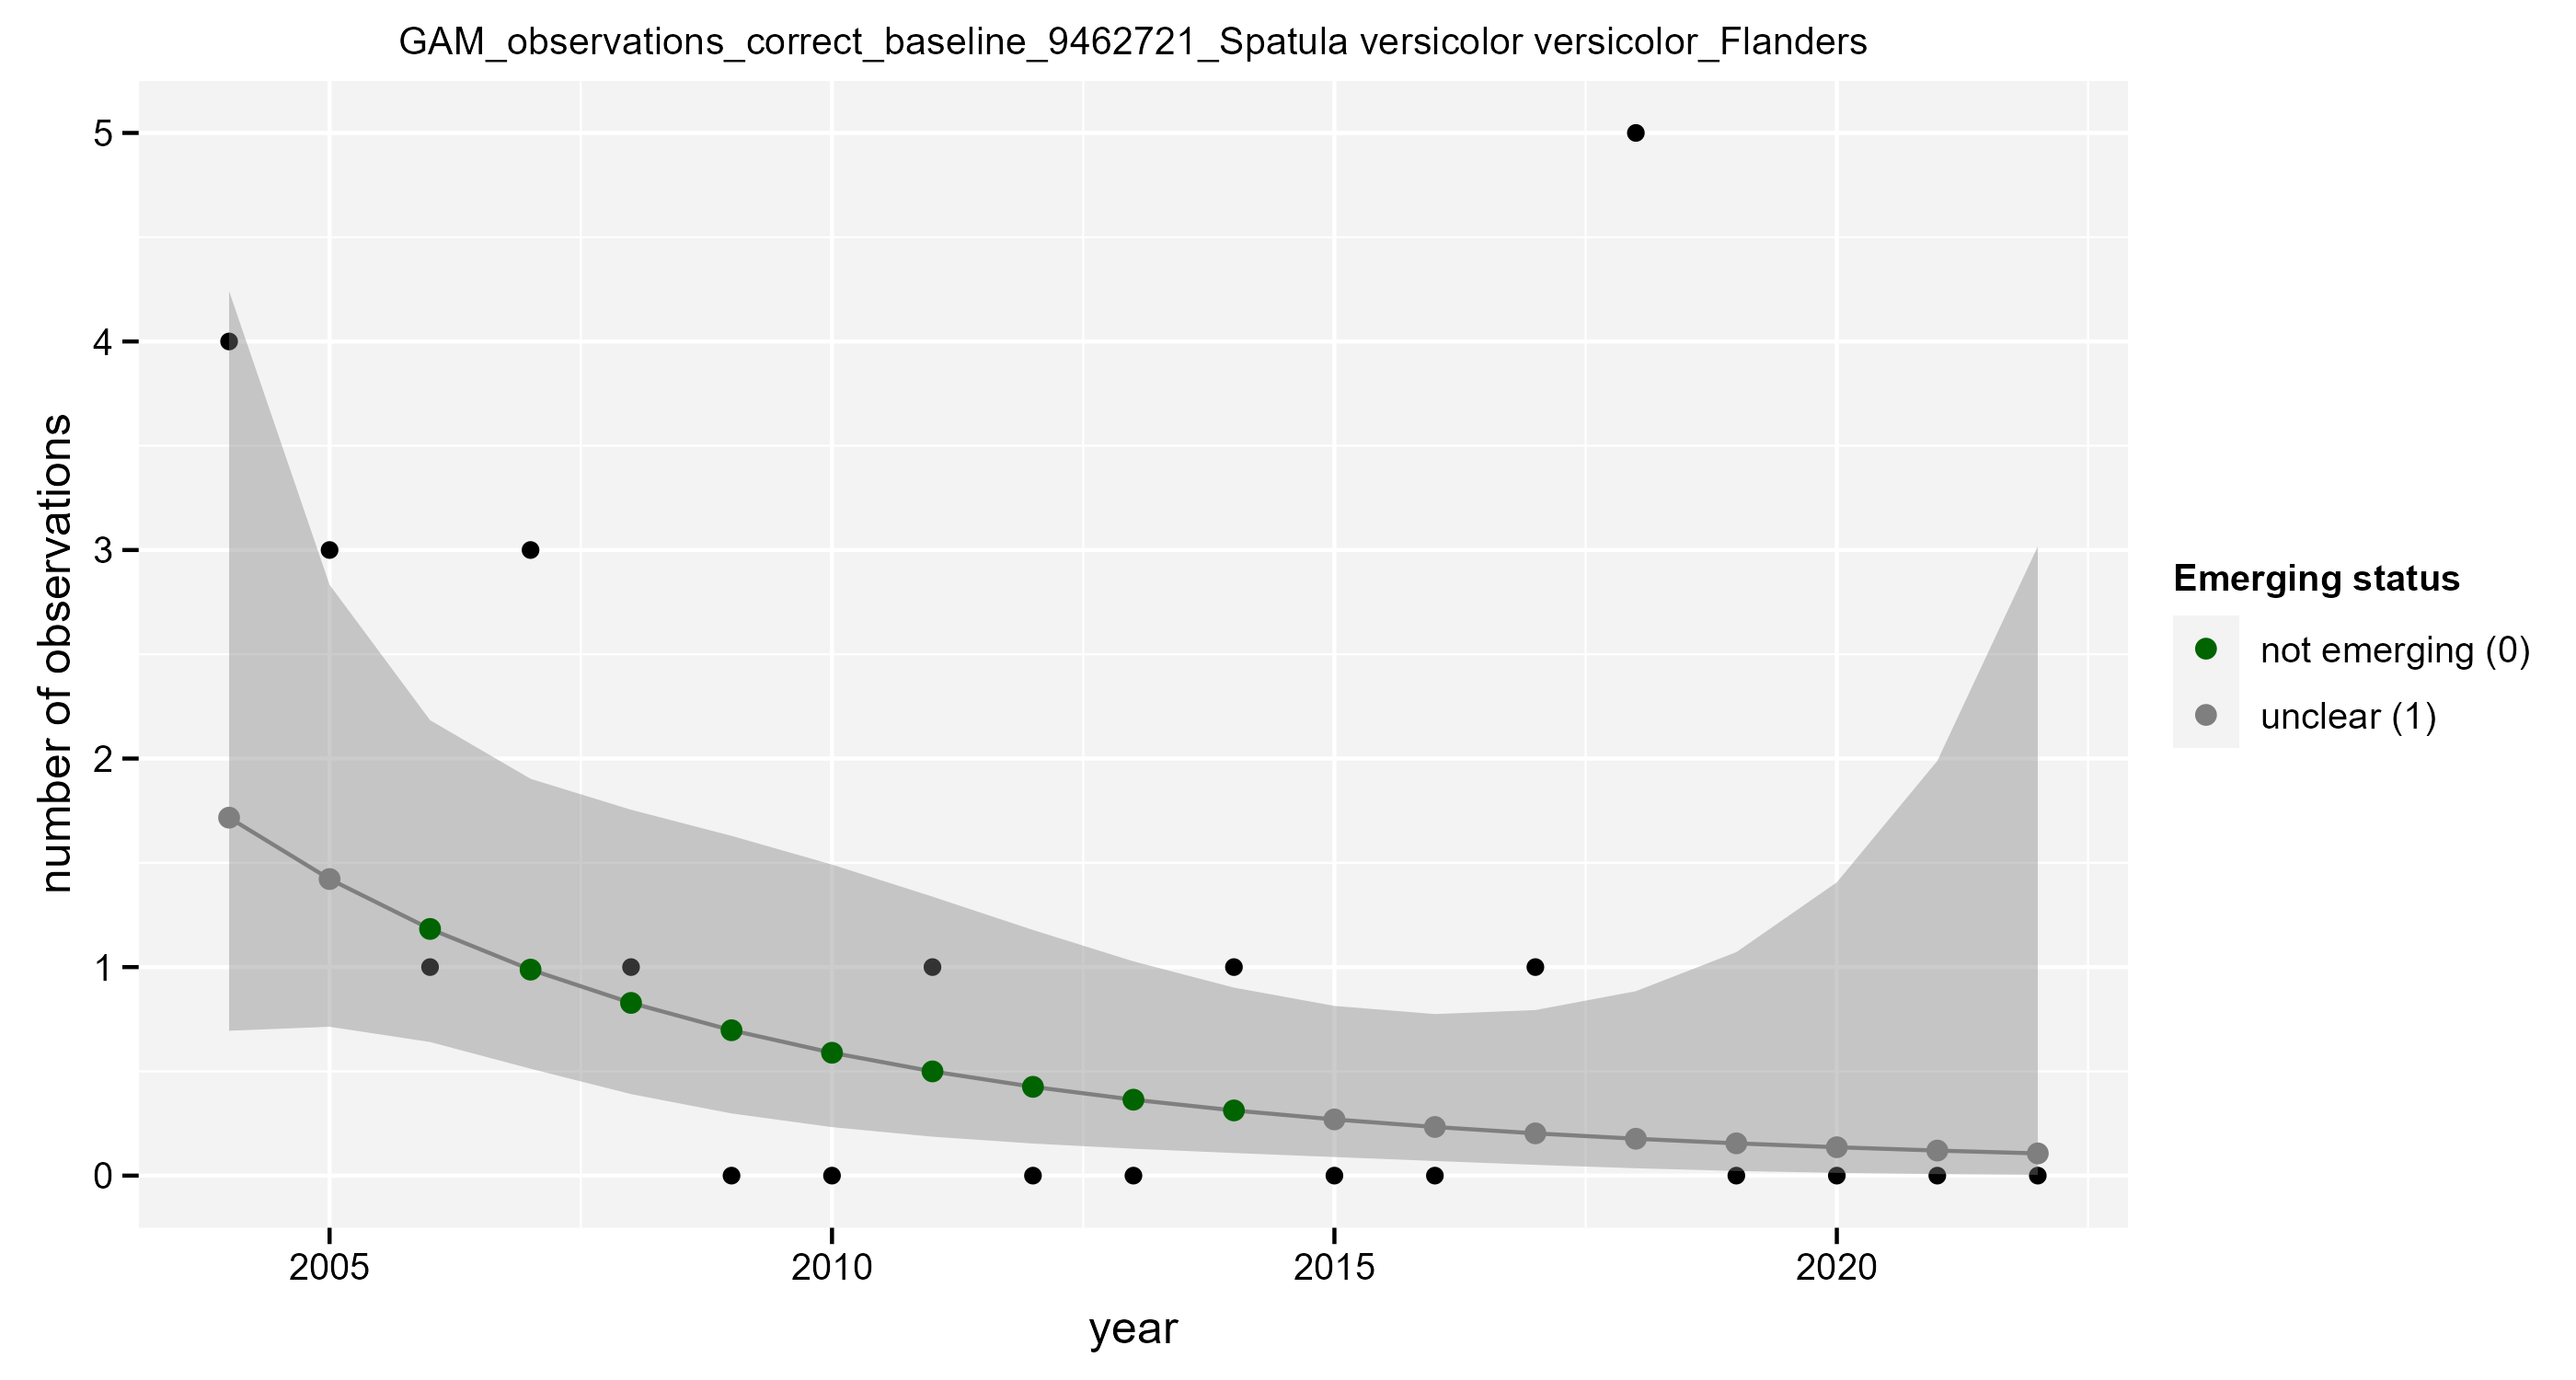 GAM_observations_correct_baseline_9462721_Spatula versicolor versicolor_Flanders
number of observations
5
4
3
2
1
0
2005 2010 2015 2020
year
Emerging status
not emerging (0)
unclear (1)